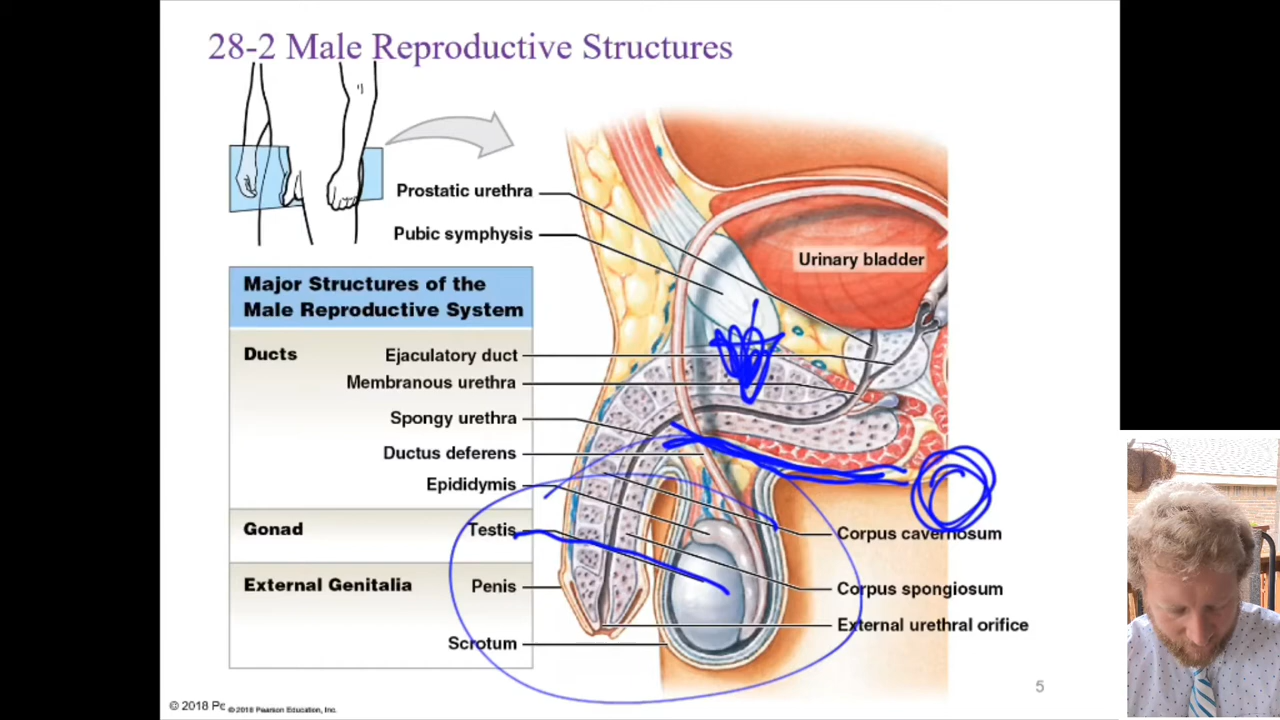 28-2 Male Reproductive Structures
Prostatic urethra
Pubic symphysis
Urinary bladder
Major Structures of the
Male Reproductive System
Ducts
Ejaculatory duct
Membranous urethra
Spongy urethra
Ductus deferens
Epididymis
Gonad
Testis
Corpus cavernosum
External Genitalia
Penis
Corpus spongiosum
External urethral orifice
Scrotum
5
© 2018 Pe © 2018 Pearson Education, Inc.